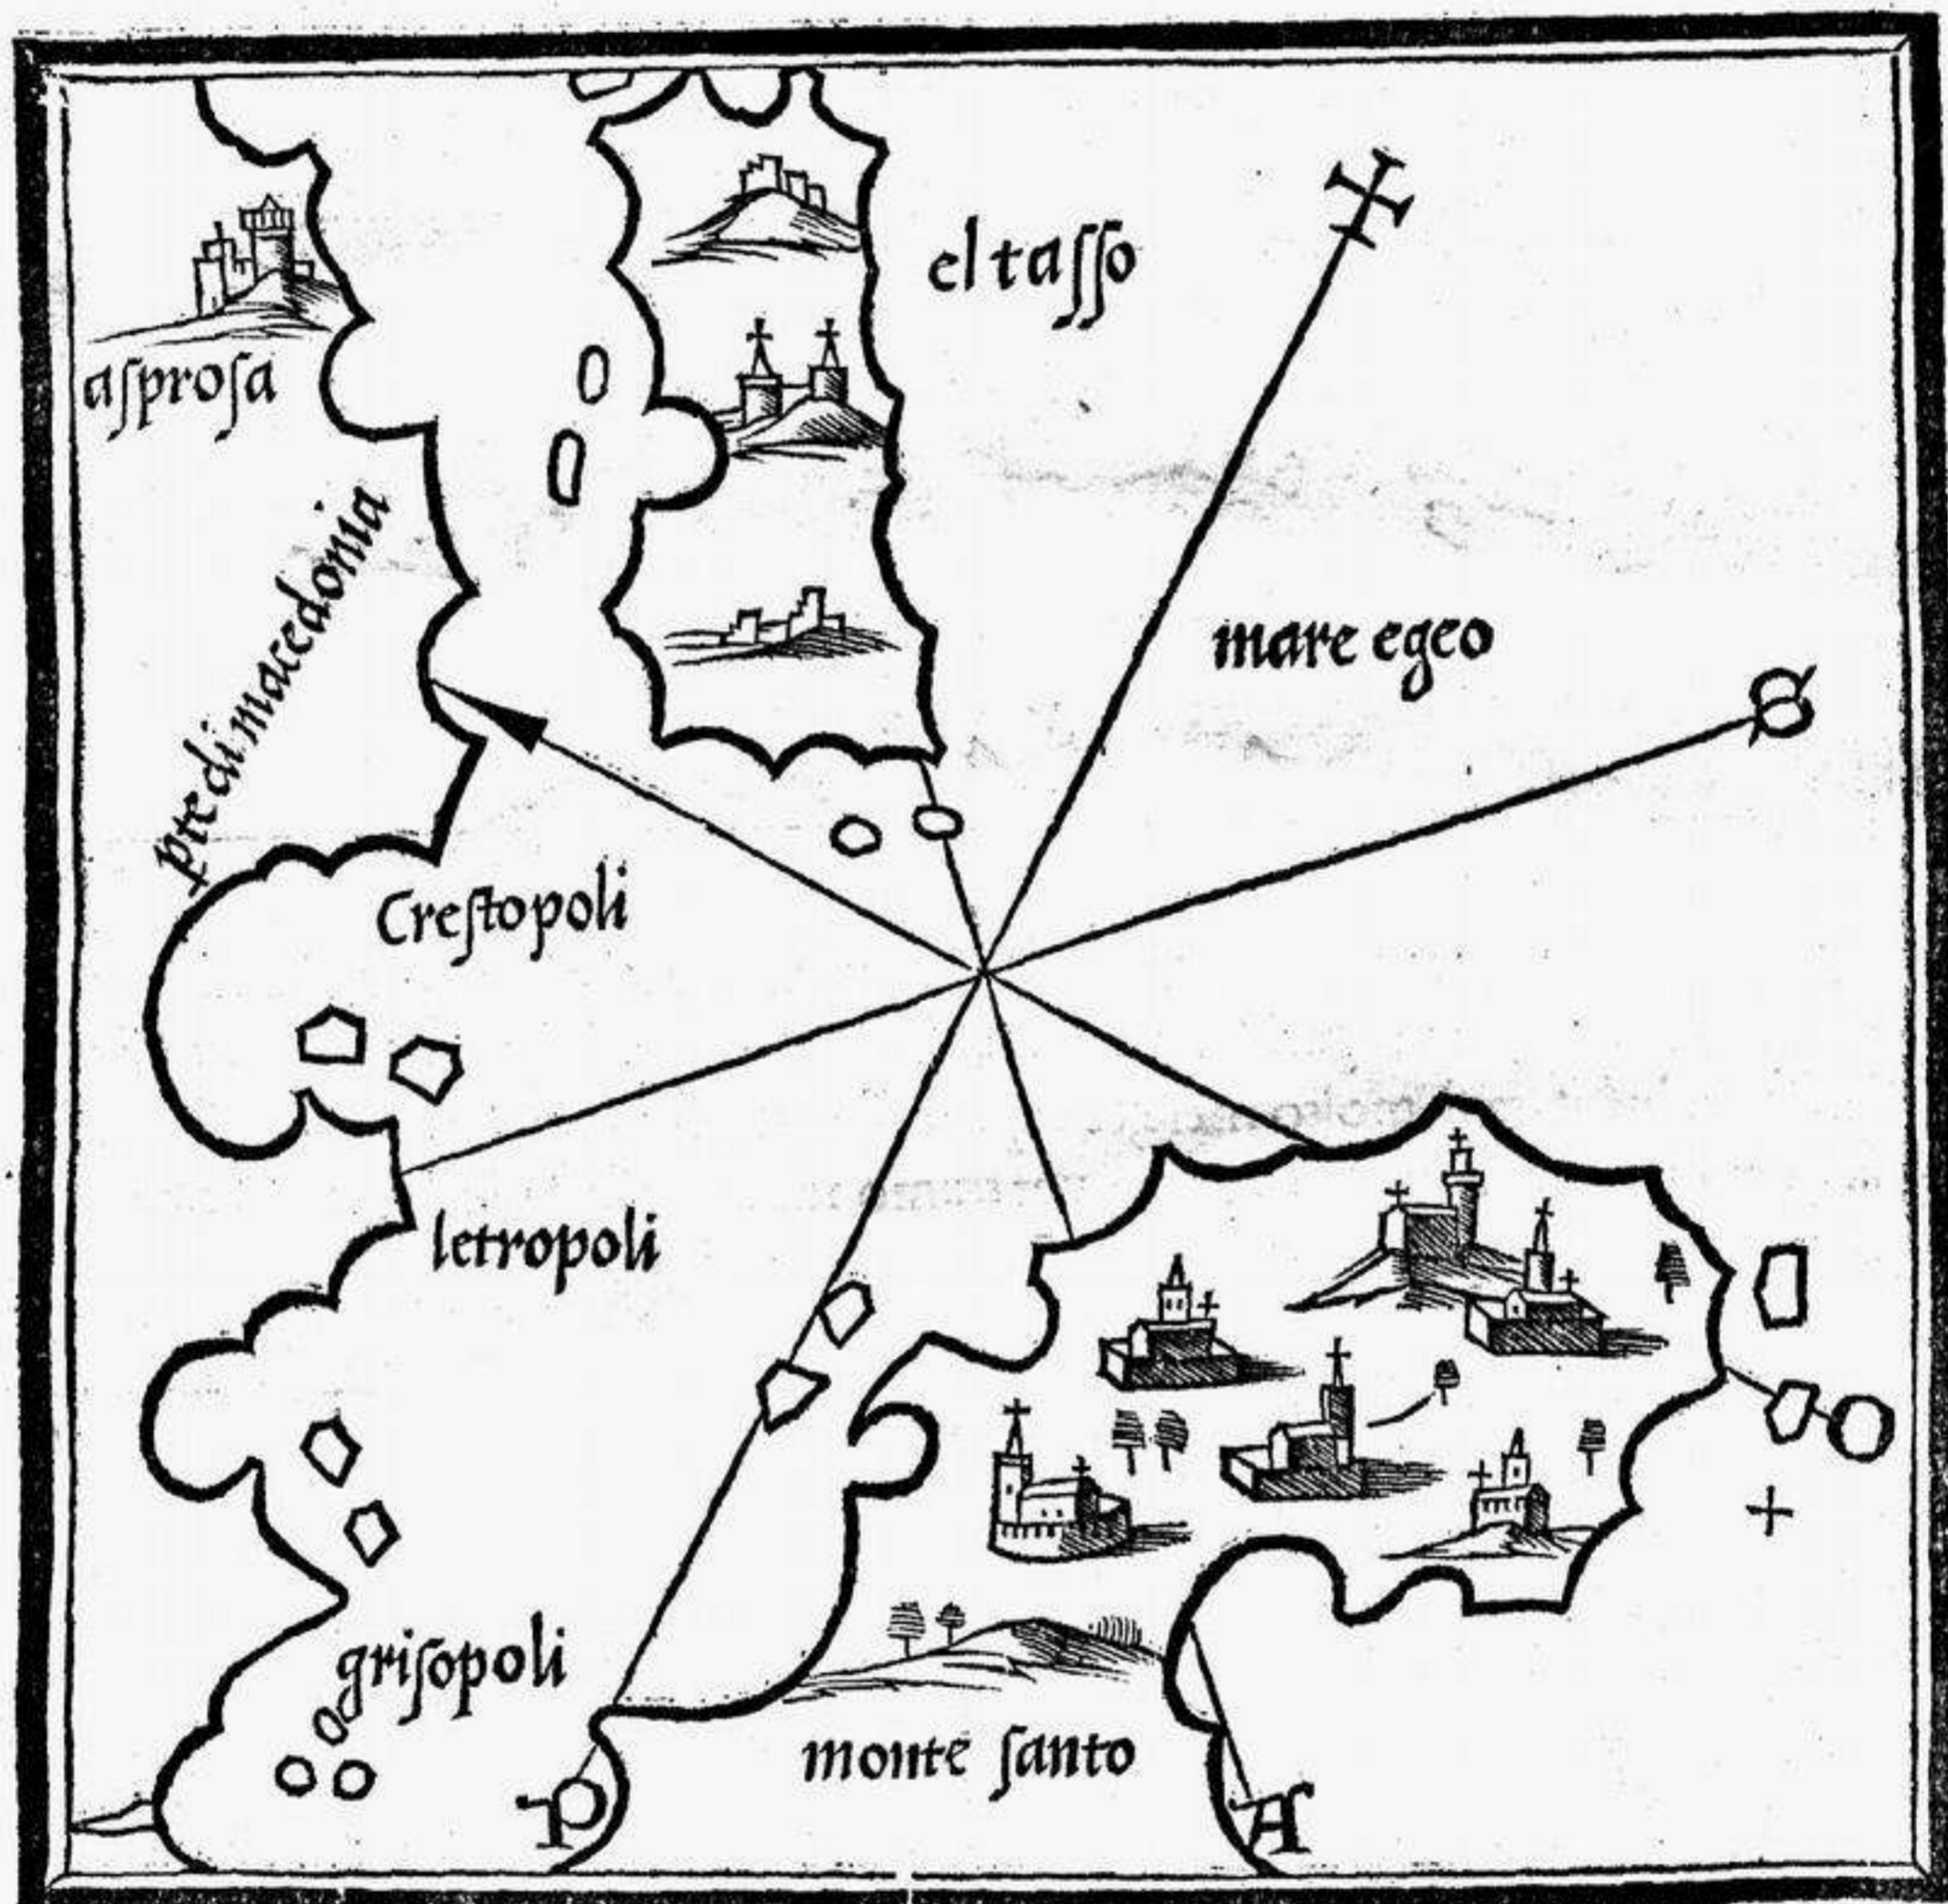 el taſſo
aſproſa
pte di macedonia
mare egeo
S
Creſtopoli
letropoli
O
griſopoli
monte ſanto
P
A